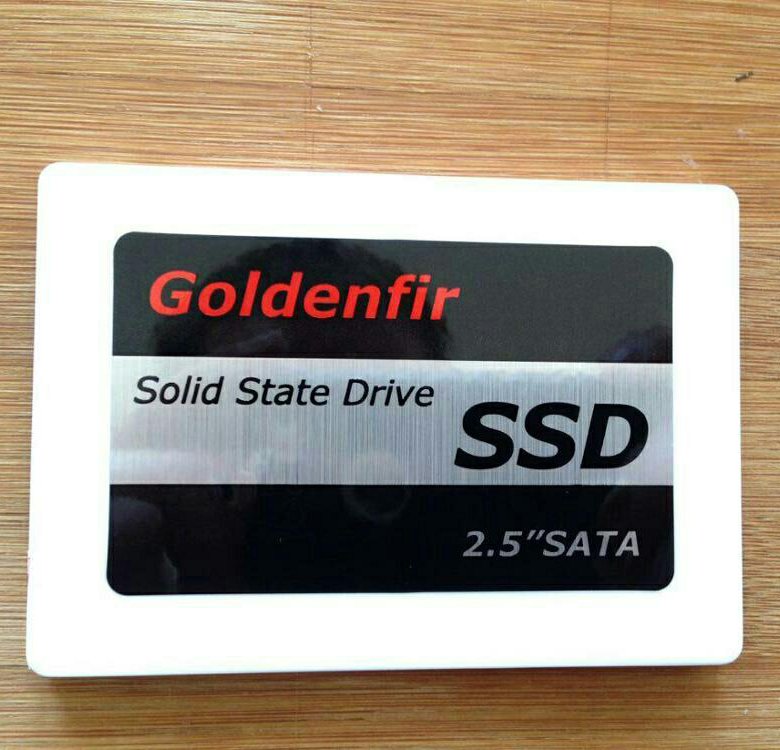 Goldenfir
Solid State Drive
SSD
2.5"SATA